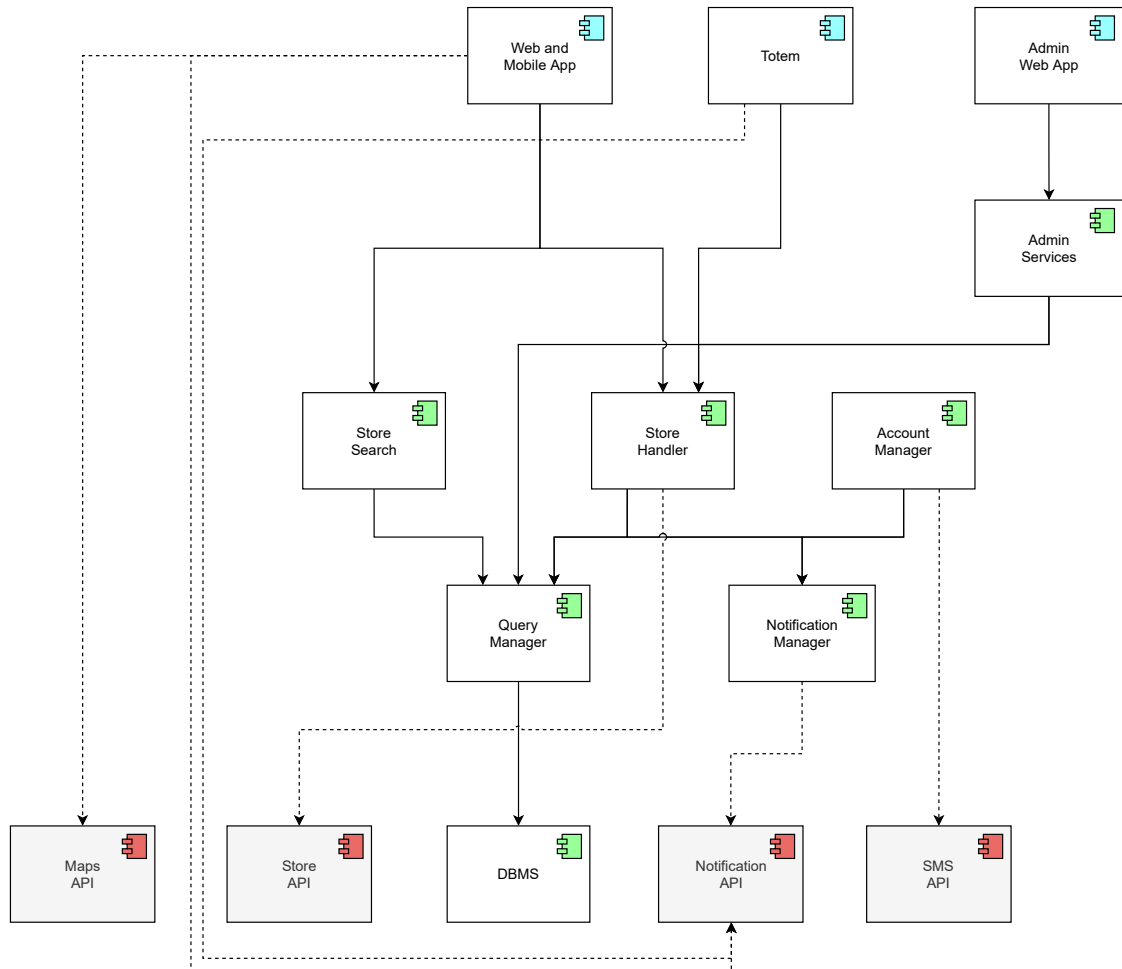 Web and
Mobile App
Totem
Admin
Web App
Admin
Services
Store
Search
Store
Handler
Account
Manager
Query
Manager
Notification
Manager
Maps
API
Store
API
DBMS
Notification
API
SMS
API